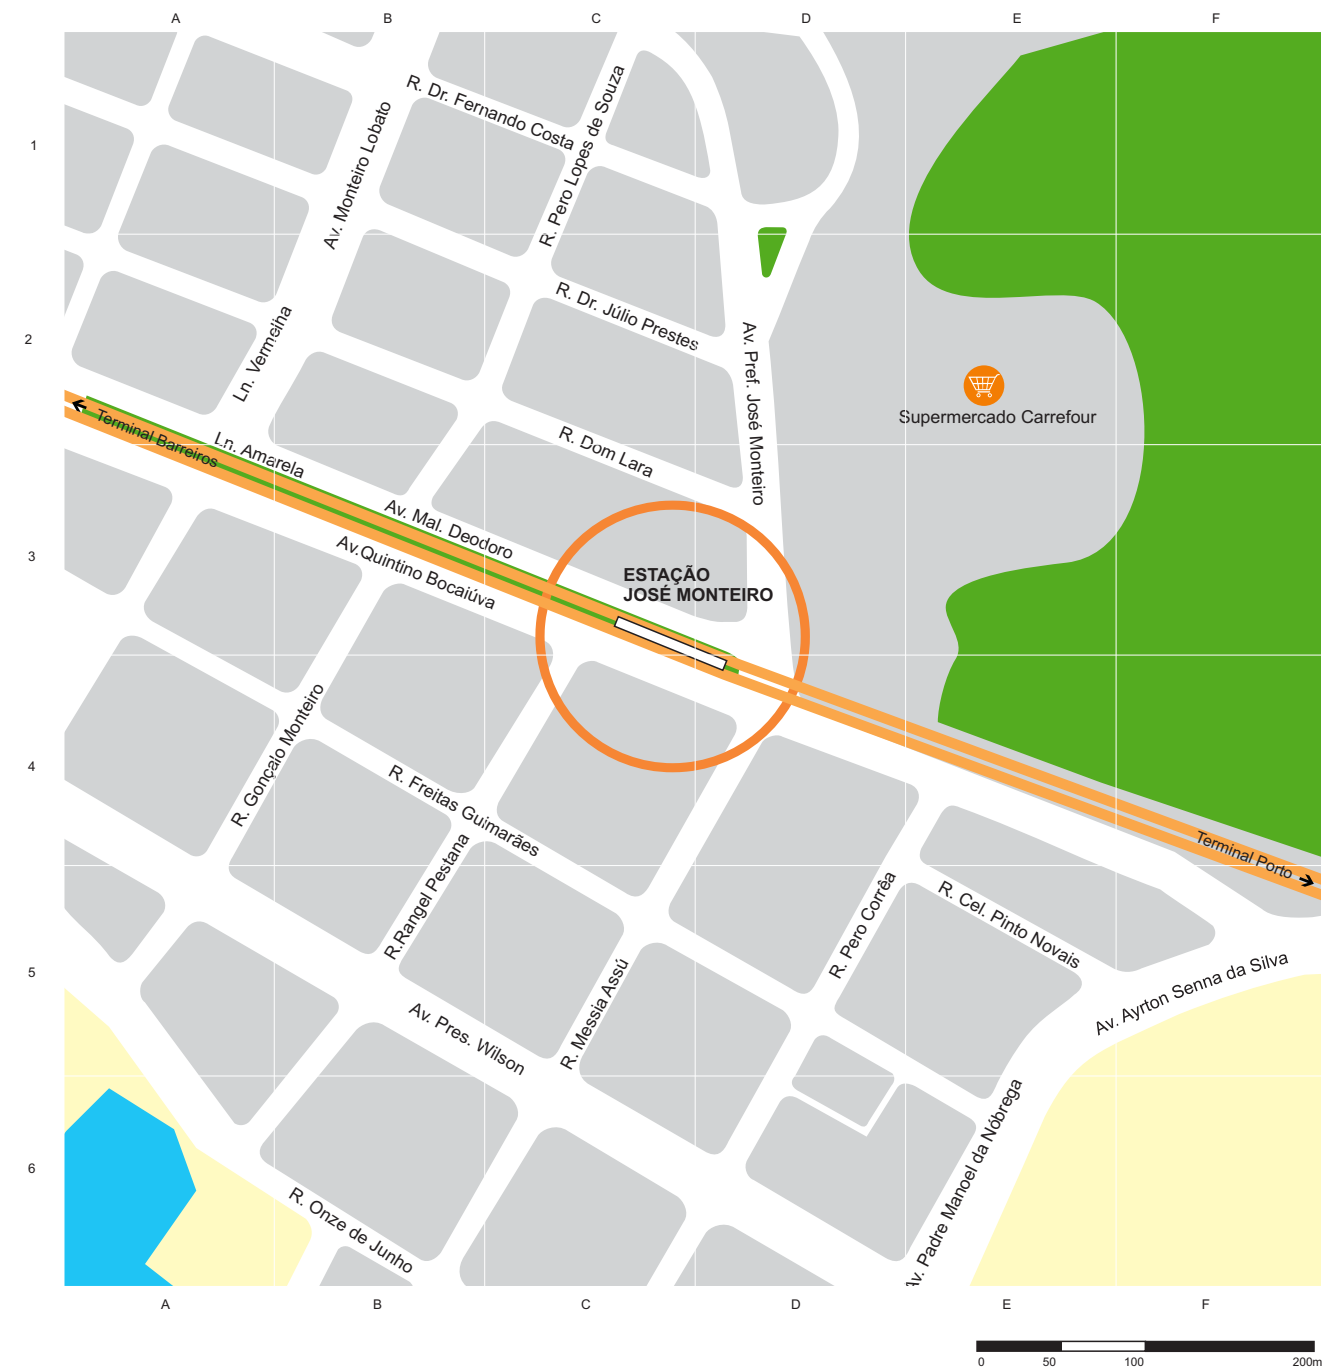 A B C D E F
1
R. Dr. Fernando Costa
Av. Monteiro Lobato
R. Pero Lopes de Souza
2
R. Dr. Júlio Prestes
Ln. Vermelha
Av. Pref. José Monteiro
Supermercado Carrefour
Terminal Barreiros
Ln. Amarela
R. Dom Lara
3
Av. Mal. Deodoro
Av.Quintino Bocaiúva
ESTAÇÃO
JOSÉ MONTEIRO
4
R. Gonçalo Monteiro
R. Freitas Guimarães
R.Rangel Pestana
Terminal Porto
5
R. Pero Corrêa
R. Cel. Pinto Novais
R. Messia Assú
Av. Pres. Wilson
Av. Ayrton Senna da Silva
6
Av. Padre Manoel da Nóbrega
R. Onze de Junho
A B C D E F
0 50 100 200m